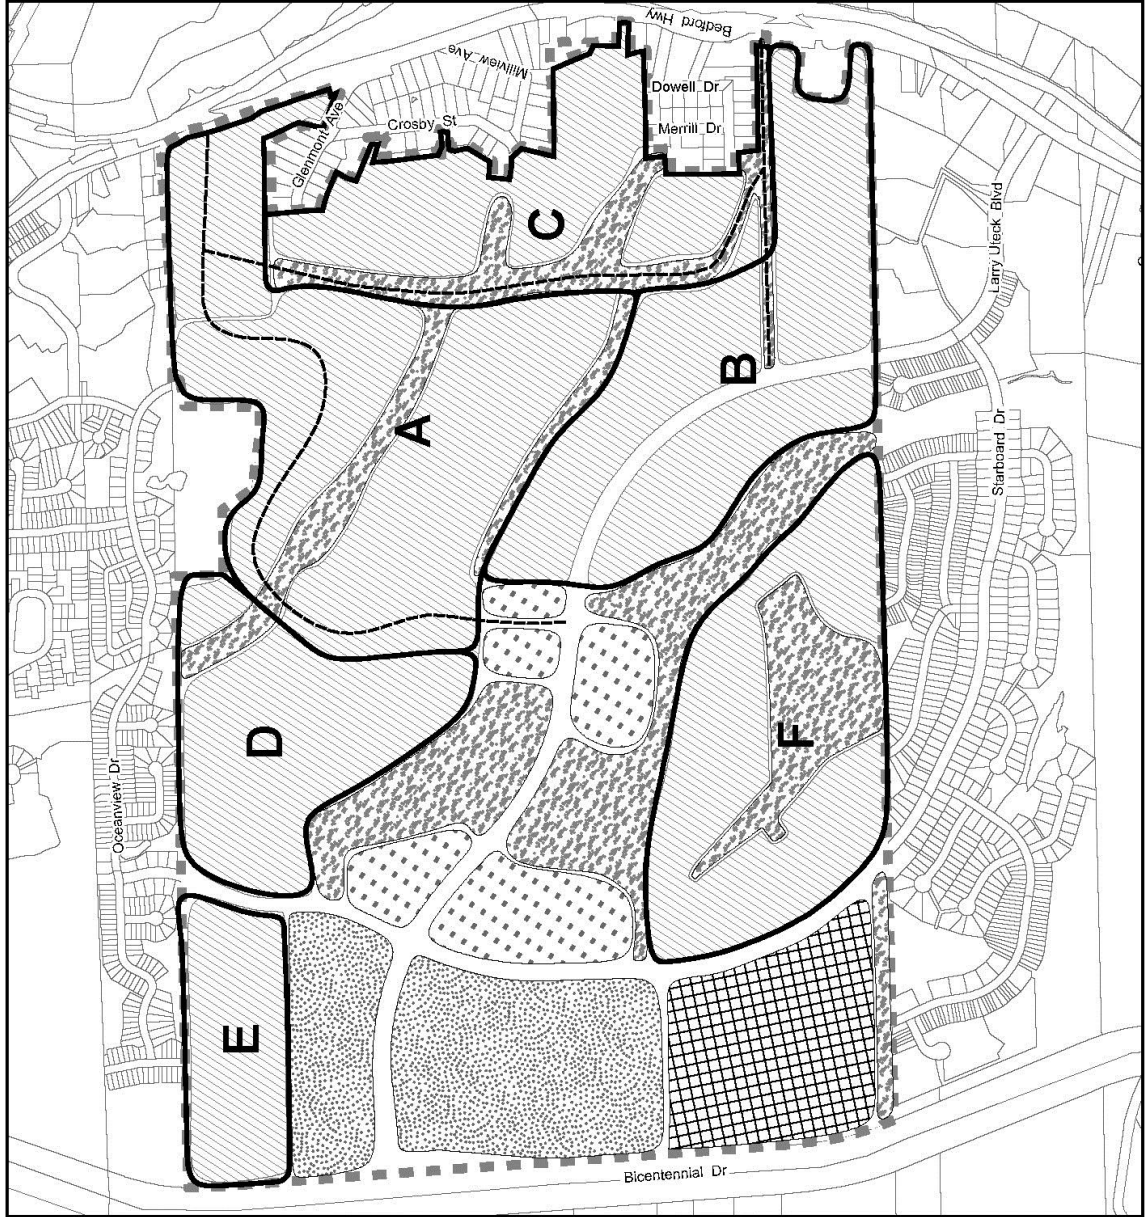 Bedford Hwy
Millview Ave
Dowell Dr
Crosby St
Merrill Dr
Glenmont Ave
C
Larry Uteck Blvd
B
A
Starboard Dr
D
F
Oceanview Dr
E
Bicentennial Dr